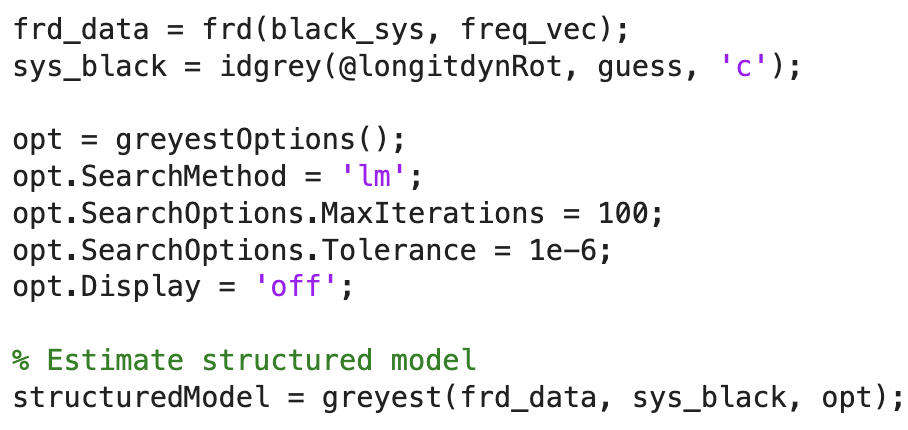 frd_data = frd(black_sys, freq_vec);
sys_black = idgrey(@longitdynRot, guess, 'c');
opt = greyestOptions();
opt.SearchMethod = 'lm';
opt.SearchOptions.MaxIterations = 100;
opt.SearchOptions.Tolerance = 1e-6;
opt.Display = 'off';
% Estimate structured model
structuredModel = greyest(frd_data, sys_black, opt);